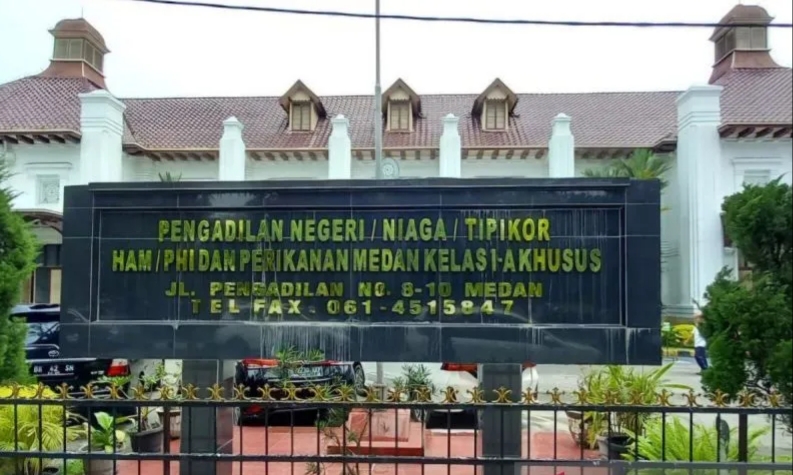 PENGADILAN NEGERI / NIAGA / TIPIKOR
HAM / PHI DAN PERIKANAN MEDAN KELAS 1-A KHUSUS
JL. PENGADILAN NO. 8-10 MEDAN
TEL FAX . 061-4515847